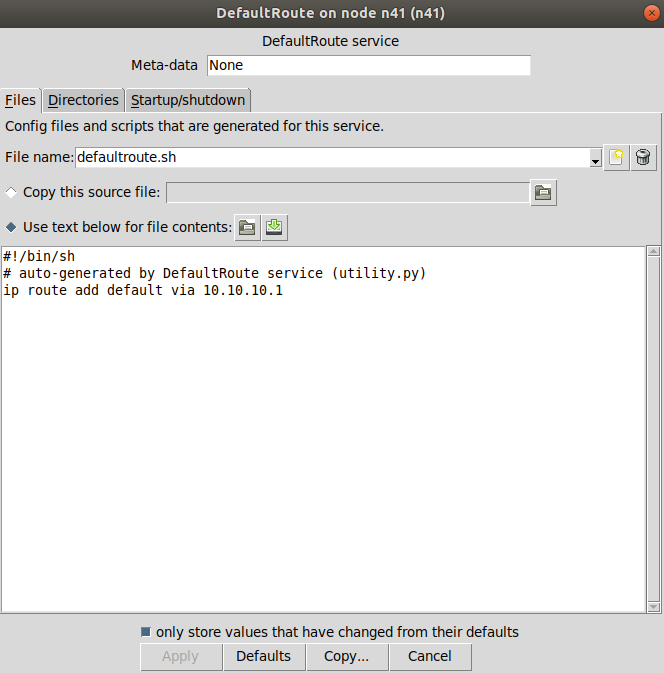 DefaultRoute on node n41 (n41)
DefaultRoute service
Meta-data None
Files Directories Startup/shutdown
Config files and scripts that are generated for this service.
File name: defaultroute.sh
Copy this source file:
Use text below for file contents:
#!/bin/sh
# auto-generated by DefaultRoute service (utility.py)
ip route add default via 10.10.10.1
only store values that have changed from their defaults
Apply Defaults Copy... Cancel